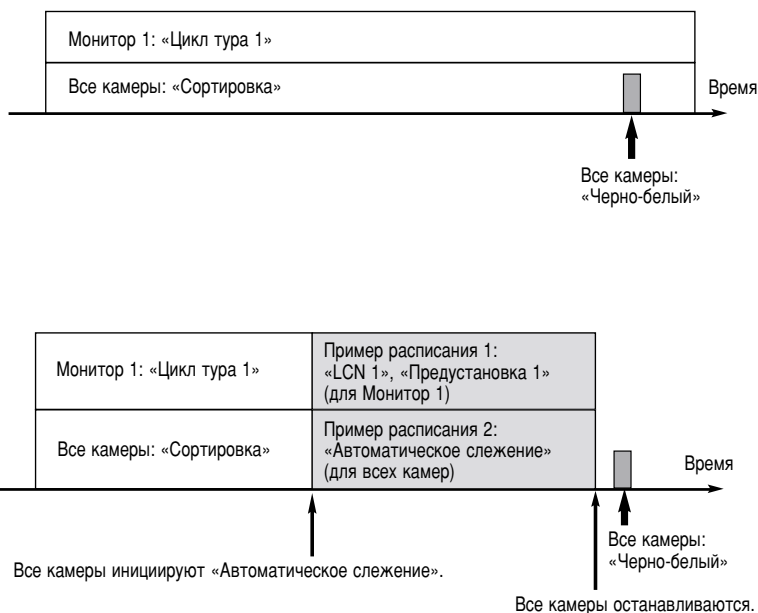 Монитор 1: «Цикл тура 1»
Все камеры: «Сортировка»
Время
Все камеры:
«Черно-белый»
Монитор 1: «Цикл тура 1»
Пример расписания 1:
«LCN 1», «Предустановка 1»
(для Монитор 1)
Все камеры: «Сортировка»
Пример расписания 2:
«Автоматическое слежение»
(для всех камер)
Время
Все камеры:
«Черно-белый»
Все камеры инициируют «Автоматическое слежение».
Все камеры останавливаются.